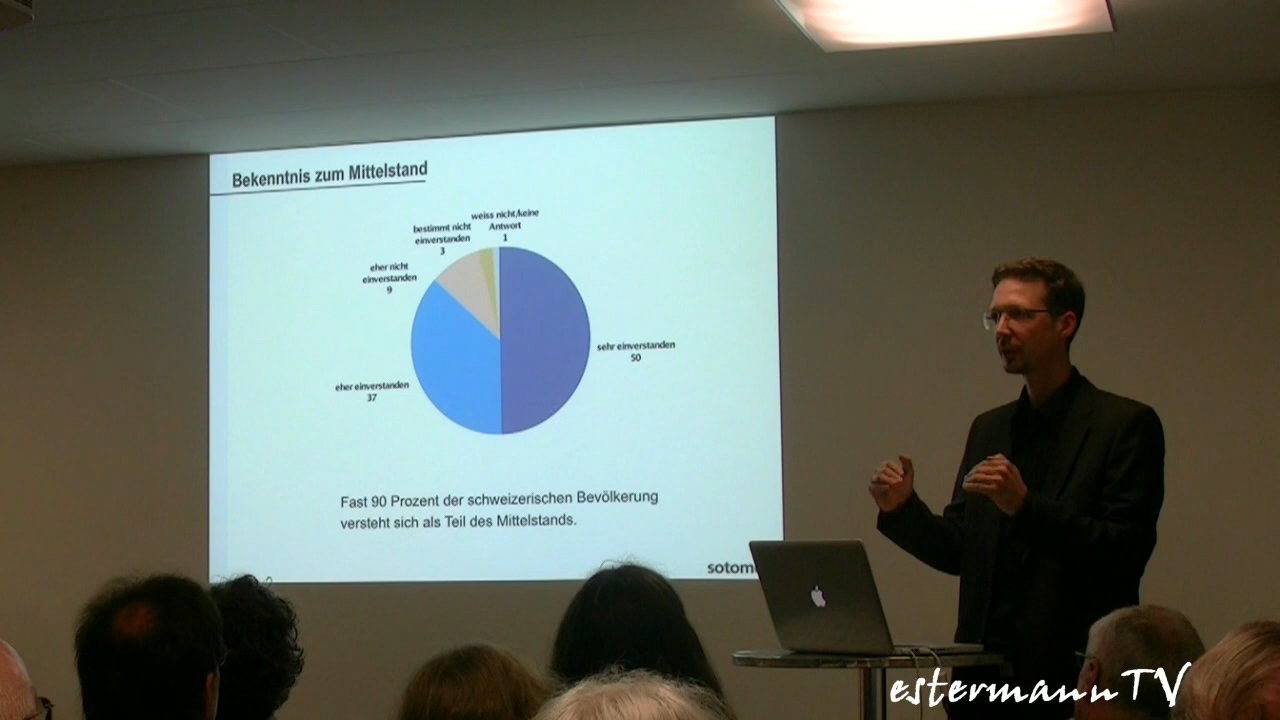 Bekenntnis zum Mittelstand
weiss nicht/keine
Antwort
1
bestimmt nicht
einverstanden
3
eher nicht
einverstanden
9
sehr einverstanden
50
eher einverstanden
37
Fast 90 Prozent der schweizerischen Bevölkerung
versteht sich als Teil des Mittelstands.
sotom
estermannTV